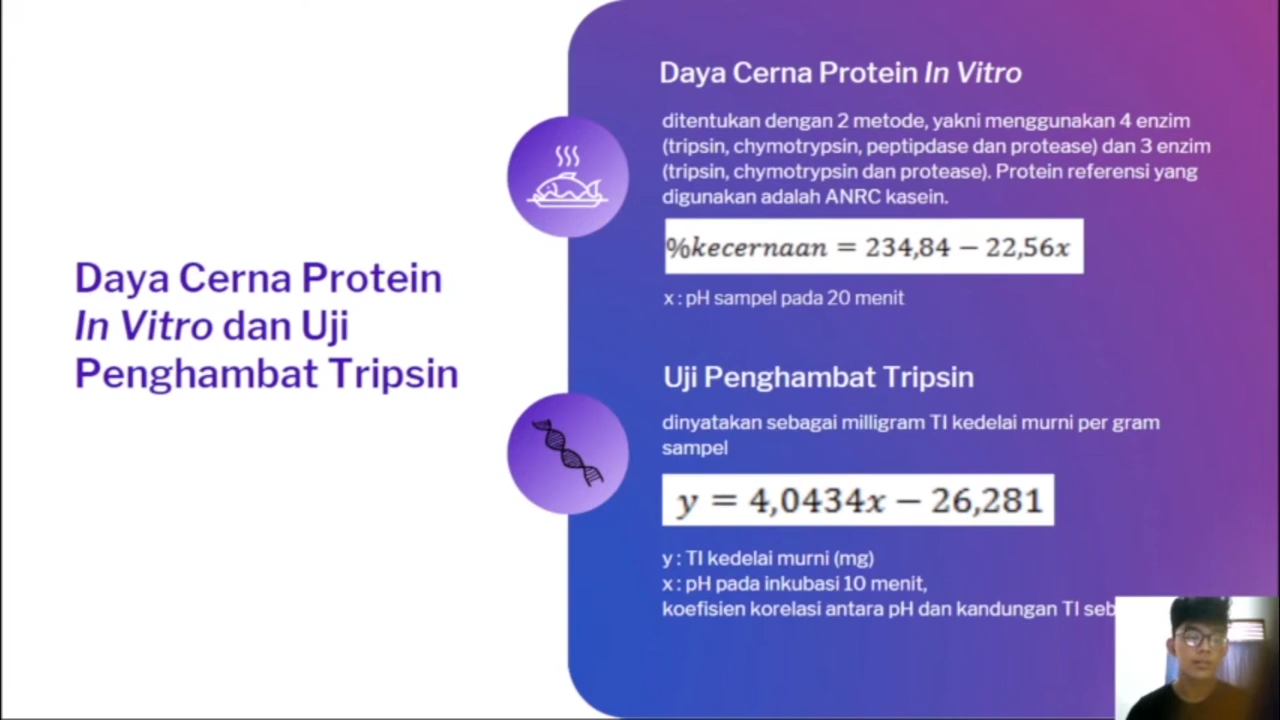 Daya Cerna Protein
In Vitro dan Uji
Penghambat Tripsin
Daya Cerna Protein In Vitro
ditentukan dengan 2 metode, yakni menggunakan 4 enzim
(tripsin, chymotrypsin, peptipdase dan protease) dan 3 enzim
(tripsin, chymotrypsin dan protease). Protein referensi yang
digunakan adalah ANRC kasein.
%kecernaan = 234,84 − 22,56x
x : pH sampel pada 20 menit
Uji Penghambat Tripsin
dinyatakan sebagai milligram TI kedelai murni per gram
sampel
y = 4,0434x − 26,281
y : TI kedelai murni (mg)
x : pH pada inkubasi 10 menit,
koefisien korelasi antara pH dan kandungan TI